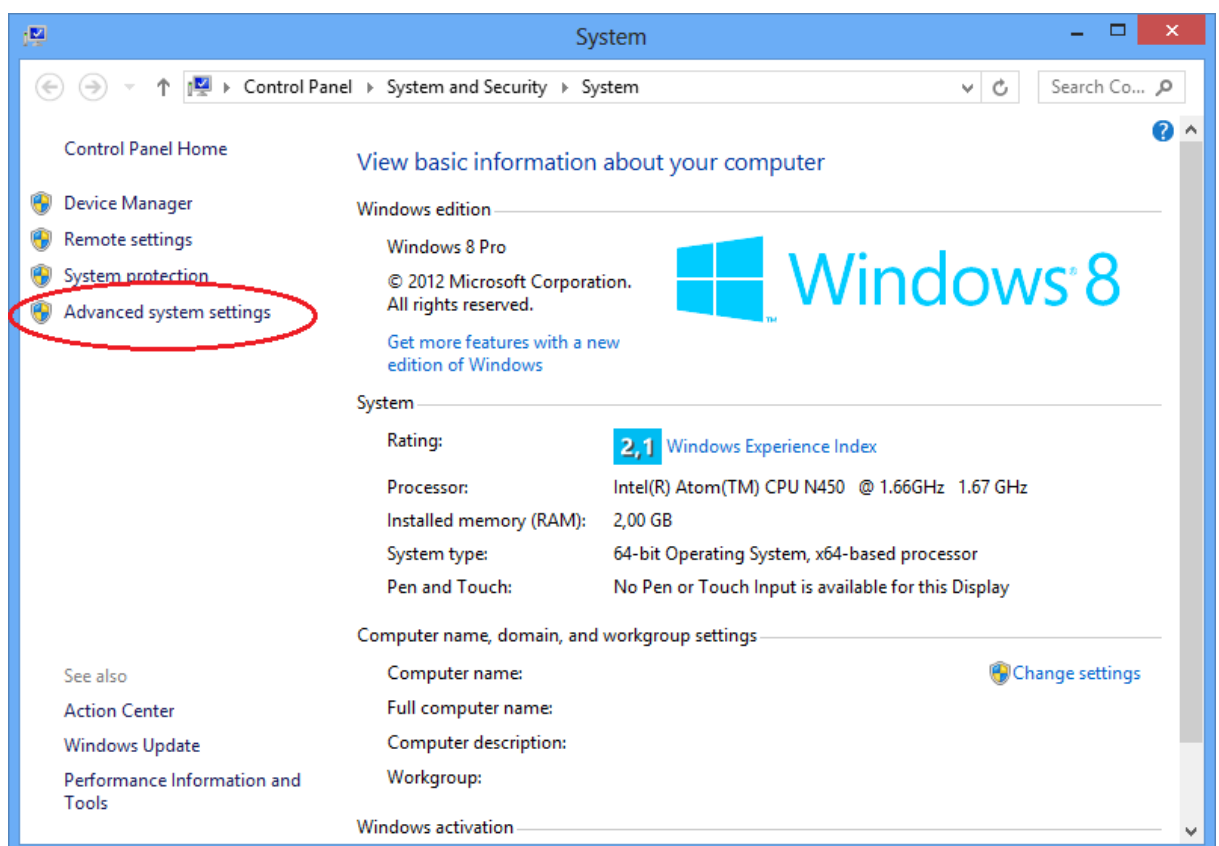 System
Control Panel System and Security System
Search Co...
Control Panel Home
Device Manager
Remote settings
System protection
Advanced system settings
See also
Action Center
Windows Update
Performance Information and
Tools
View basic information about your computer
Windows edition
Windows 8 Pro
© 2012 Microsoft Corporation.
All rights reserved.
Get more features with a new
edition of Windows
Windows® 8
TM
System
Rating:
2,1 Windows Experience Index
Processor: Intel(R) Atom(TM) CPU N450 @ 1.66GHz 1.67 GHz
Installed memory (RAM): 2,00 GB
System type: 64-bit Operating System, x64-based processor
Pen and Touch: No Pen or Touch Input is available for this Display
Computer name, domain, and workgroup settings
Computer name: Change settings
Full computer name:
Computer description:
Workgroup:
Windows activation